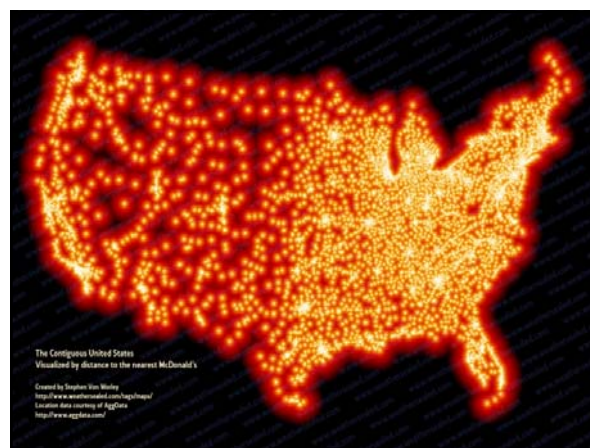 The Contiguous United States
Visualized by distance to the nearest McDonald's
Created by Stephen Von Worley
http://www.weathersealed.com/tags/maps/
Location data courtesy of AggData
http://www.aggdata.com/